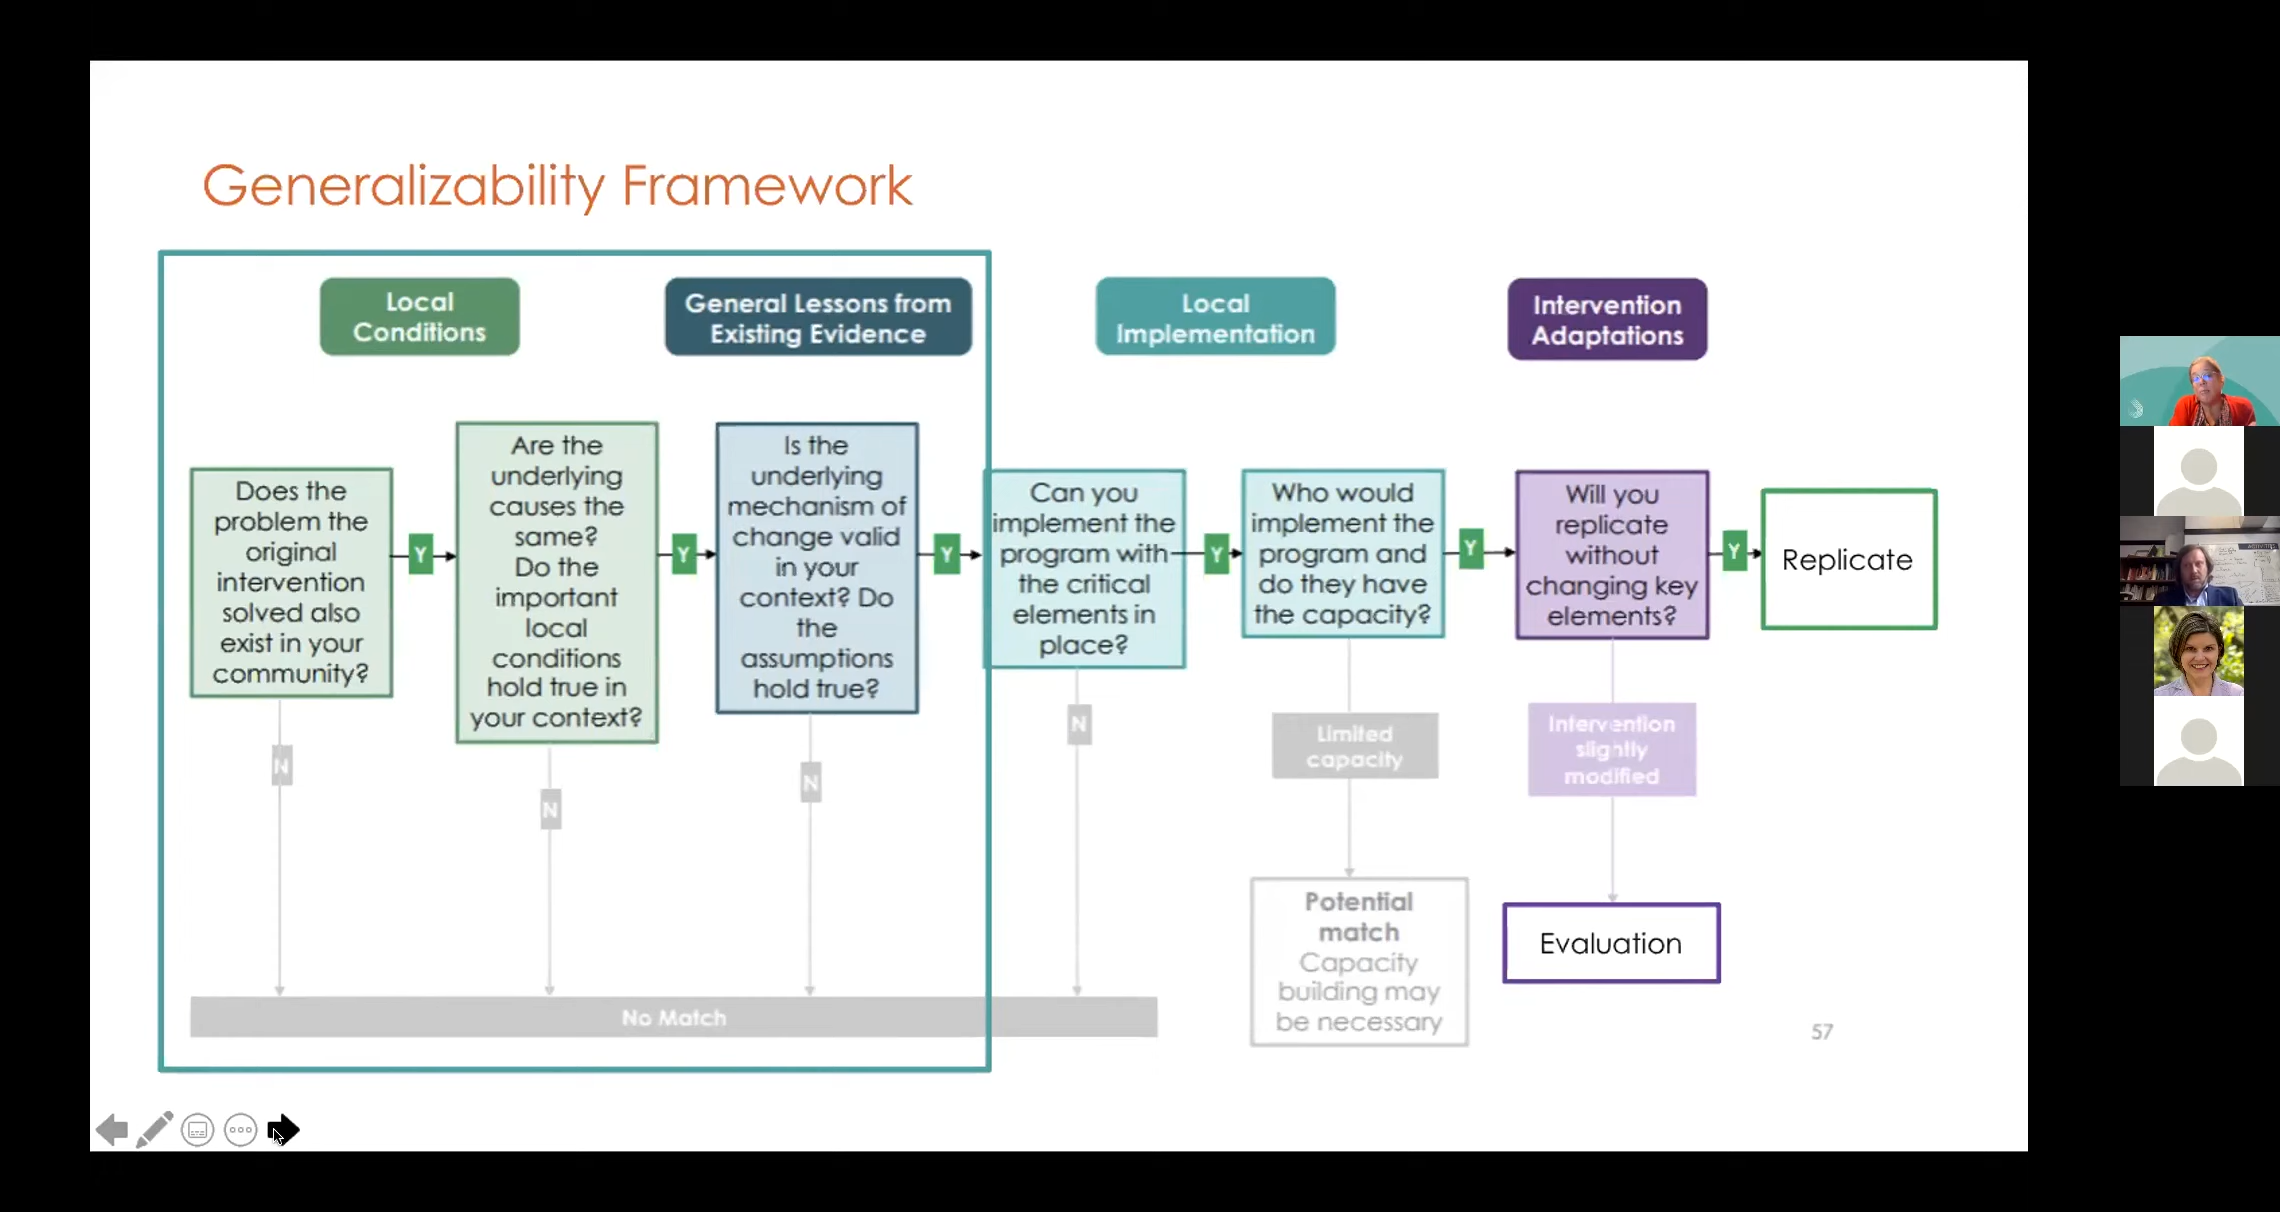 Generalizability Framework
Local
Conditions
General Lessons from
Existing Evidence
Local
Implementation
Intervention
Adaptations
Does the
problem the
original
intervention
solved also
exist in your
community?
Y
Are the
underlying
causes the
same?
Do the
important
local
conditions
hold true in
your context?
Y
Is the
underlying
mechanism of
change valid
in your
context? Do
the
assumptions
hold true?
Y
Can you
implement the
program with
the critical
elements in
place?
Y
Who would
implement the
program and
do they have
the capacity?
Y
Will you
replicate
without
changing key
elements?
Y
Replicate
N
N
N
N
Limited
capacity
Intervention
slightly
modified
No Match
Potential
match
Capacity
building may
be necessary
Evaluation
57